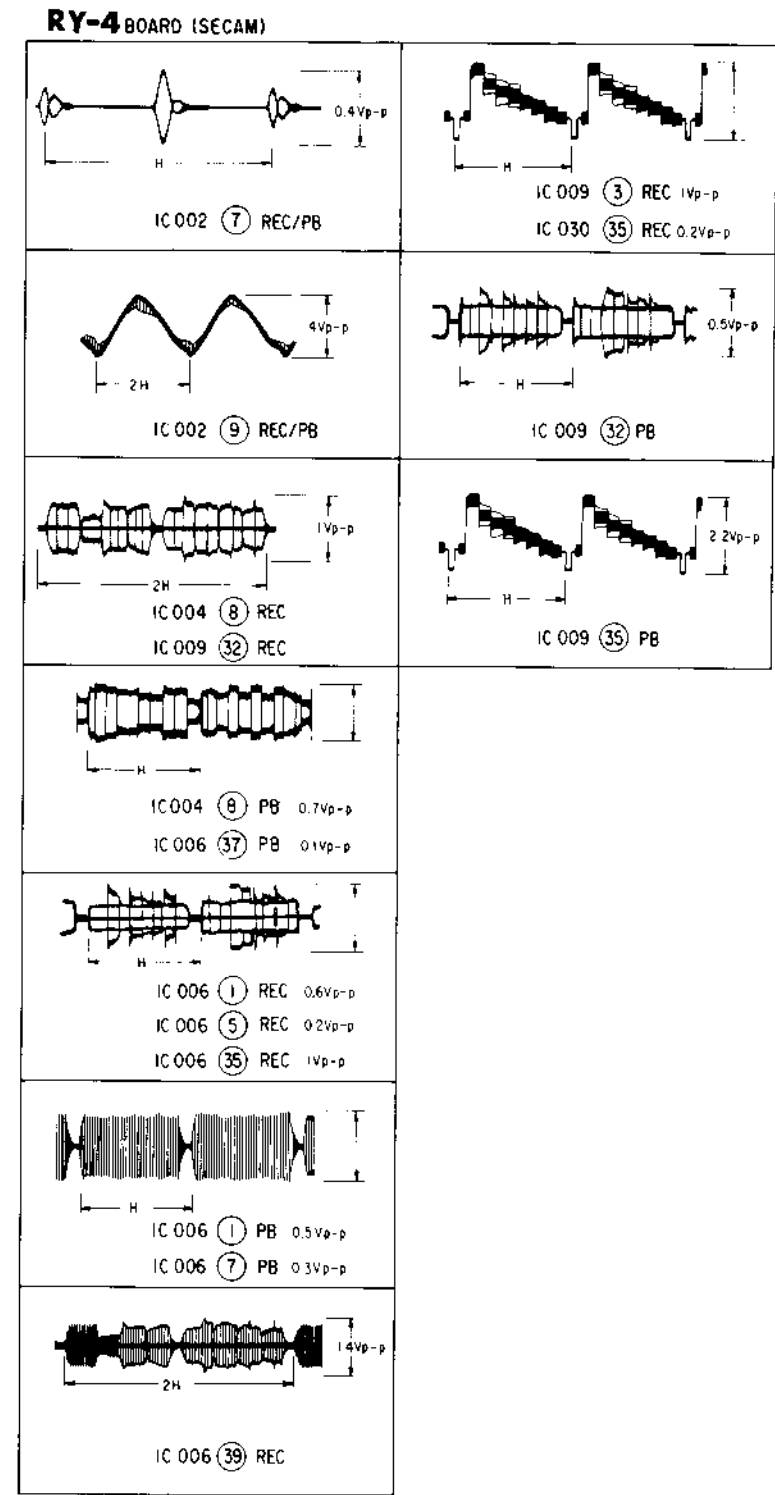 RY-4 BOARD (SECAM)
0.4Vp-p
H
IC 002 ⑦ REC/PB
4Vp-p
2H
IC 002 ⑨ REC/PB
1Vp-p
2H
IC 004 ⑧ REC
IC 009 ㉜ REC
H
IC 004 ⑧ PB 0.7Vp-p
IC 006 ㊲ PB 0.1Vp-p
H
IC 006 ① REC 0.6Vp-p
IC 006 ⑤ REC 0.2Vp-p
IC 006 ㉟ REC 1Vp-p
H
IC 006 ① PB 0.5Vp-p
IC 006 ⑦ PB 0.3Vp-p
1.4Vp-p
2H
IC 006 ㊴ REC
H
IC 009 ③ REC 1Vp-p
IC 030 ㉟ REC 0.2Vp-p
0.5Vp-p
H
IC 009 ㉜ PB
2.2Vp-p
H
IC 009 ㉟ PB